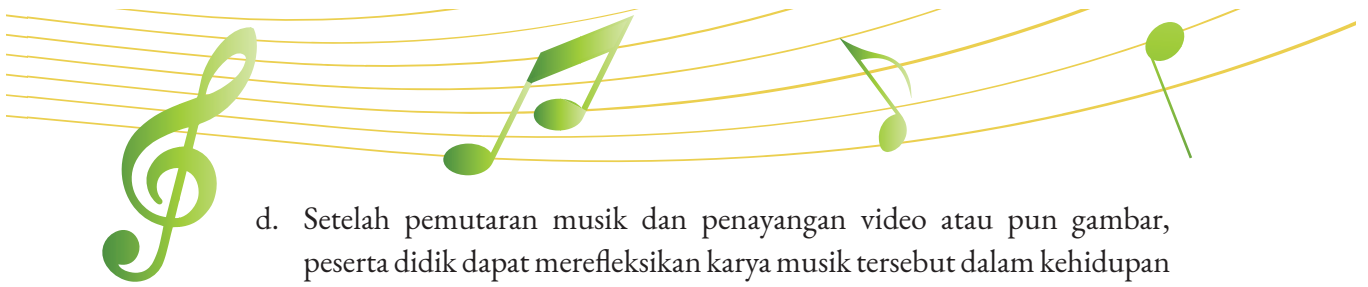 d. Setelah pemutaran musik dan penayangan video atau pun gambar,
peserta didik dapat merefleksikan karya musik tersebut dalam kehidupan